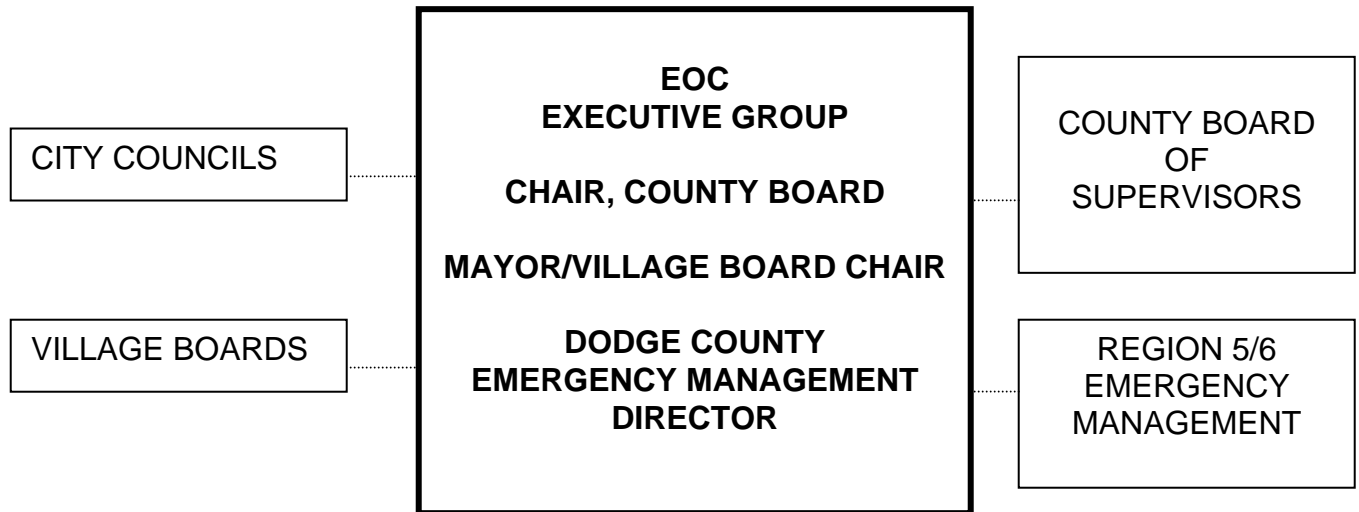 CITY COUNCILS
VILLAGE BOARDS
EOC
EXECUTIVE GROUP
CHAIR, COUNTY BOARD
MAYOR/VILLAGE BOARD CHAIR
DODGE COUNTY
EMERGENCY MANAGEMENT
DIRECTOR
COUNTY BOARD
OF
SUPERVISORS
REGION 5/6
EMERGENCY
MANAGEMENT